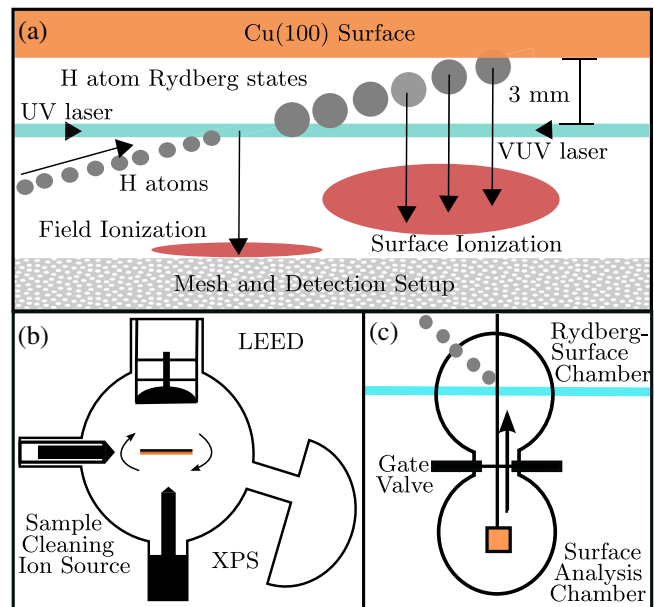 (a)
Cu(100) Surface
H atom Rydberg states
3 mm
UV laser
VUV laser
H atoms
Field Ionization
Surface Ionization
Mesh and Detection Setup
(b)
LEED
Sample
Cleaning
Ion Source
XPS
(c)
Rydberg-
Surface
Chamber
Gate
Valve
Surface
Analysis
Chamber